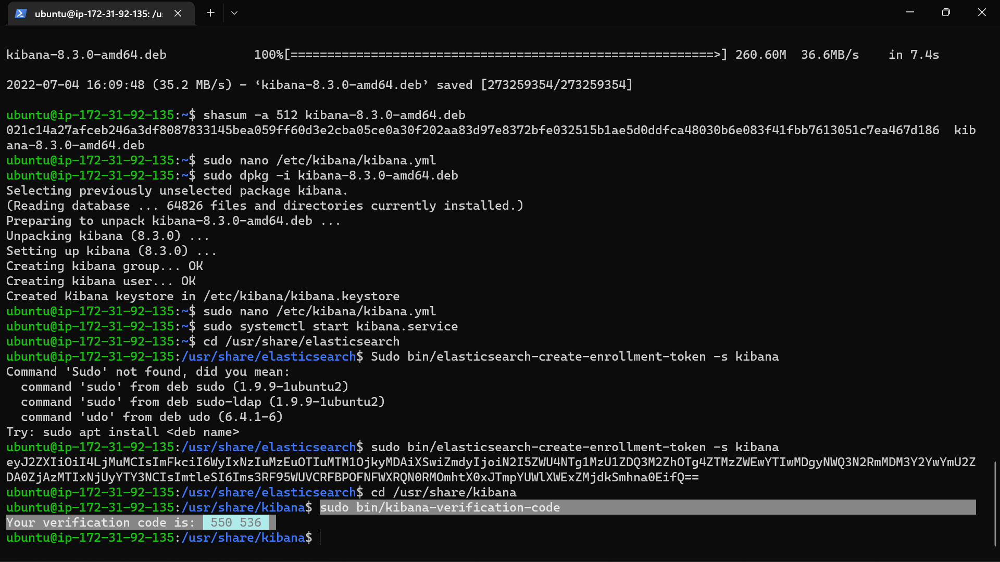 ubuntu@ip-172-31-92-135: /u
kibana-8.3.0-amd64.deb            100%[==========================================================>] 260.60M  36.6MB/s    in 7.4s
2022-07-04 16:09:48 (35.2 MB/s) - ‘kibana-8.3.0-amd64.deb’ saved [273259354/273259354]
ubuntu@ip-172-31-92-135:~$ shasum -a 512 kibana-8.3.0-amd64.deb
021c14a27afceb246a3df8087833145bea059ff60d3e2cba05ce0a30f202aa83d97e8372bfe032515b1ae5d0ddfca48030b6e083f41fbb7613051c7ea467d186  kib
ana-8.3.0-amd64.deb
ubuntu@ip-172-31-92-135:~$ sudo nano /etc/kibana/kibana.yml
ubuntu@ip-172-31-92-135:~$ sudo dpkg -i kibana-8.3.0-amd64.deb
Selecting previously unselected package kibana.
(Reading database ... 64826 files and directories currently installed.)
Preparing to unpack kibana-8.3.0-amd64.deb ...
Unpacking kibana (8.3.0) ...
Setting up kibana (8.3.0) ...
Creating kibana group... OK
Creating kibana user... OK
Created Kibana keystore in /etc/kibana/kibana.keystore
ubuntu@ip-172-31-92-135:~$ sudo nano /etc/kibana/kibana.yml
ubuntu@ip-172-31-92-135:~$ sudo systemctl start kibana.service
ubuntu@ip-172-31-92-135:~$ cd /usr/share/elasticsearch
ubuntu@ip-172-31-92-135:/usr/share/elasticsearch$ Sudo bin/elasticsearch-create-enrollment-token -s kibana
Command 'Sudo' not found, did you mean:
  command 'sudo' from deb sudo (1.9.9-1ubuntu2)
  command 'sudo' from deb sudo-ldap (1.9.9-1ubuntu2)
  command 'udo' from deb udo (6.4.1-6)
Try: sudo apt install <deb name>
ubuntu@ip-172-31-92-135:/usr/share/elasticsearch$ sudo bin/elasticsearch-create-enrollment-token -s kibana
eyJ2ZXIiOiI4LjMuMCIsImFkciI6WyIxNzIuMzEuOTIuMTM1OjkyMDAiXSwiZmdyIjoiN2I5ZWU4NTg1MzU1ZDQ3M2ZhOTg4ZTMzZWEwYTIwMDgyNWQ3N2RmMDM3Y2YwYmU2Z
DA0ZjAzMTIxNjUyYTY3NCIsImtleSI6Ims3RF95WUVCRFBPOFNFWXRQN0RMOmhtX0xJTmpYUWlXWExZMjdkSmhna0EifQ==
ubuntu@ip-172-31-92-135:/usr/share/elasticsearch$ cd /usr/share/kibana
ubuntu@ip-172-31-92-135:/usr/share/kibana$ sudo bin/kibana-verification-code
Your verification code is:  550 536
ubuntu@ip-172-31-92-135:/usr/share/kibana$